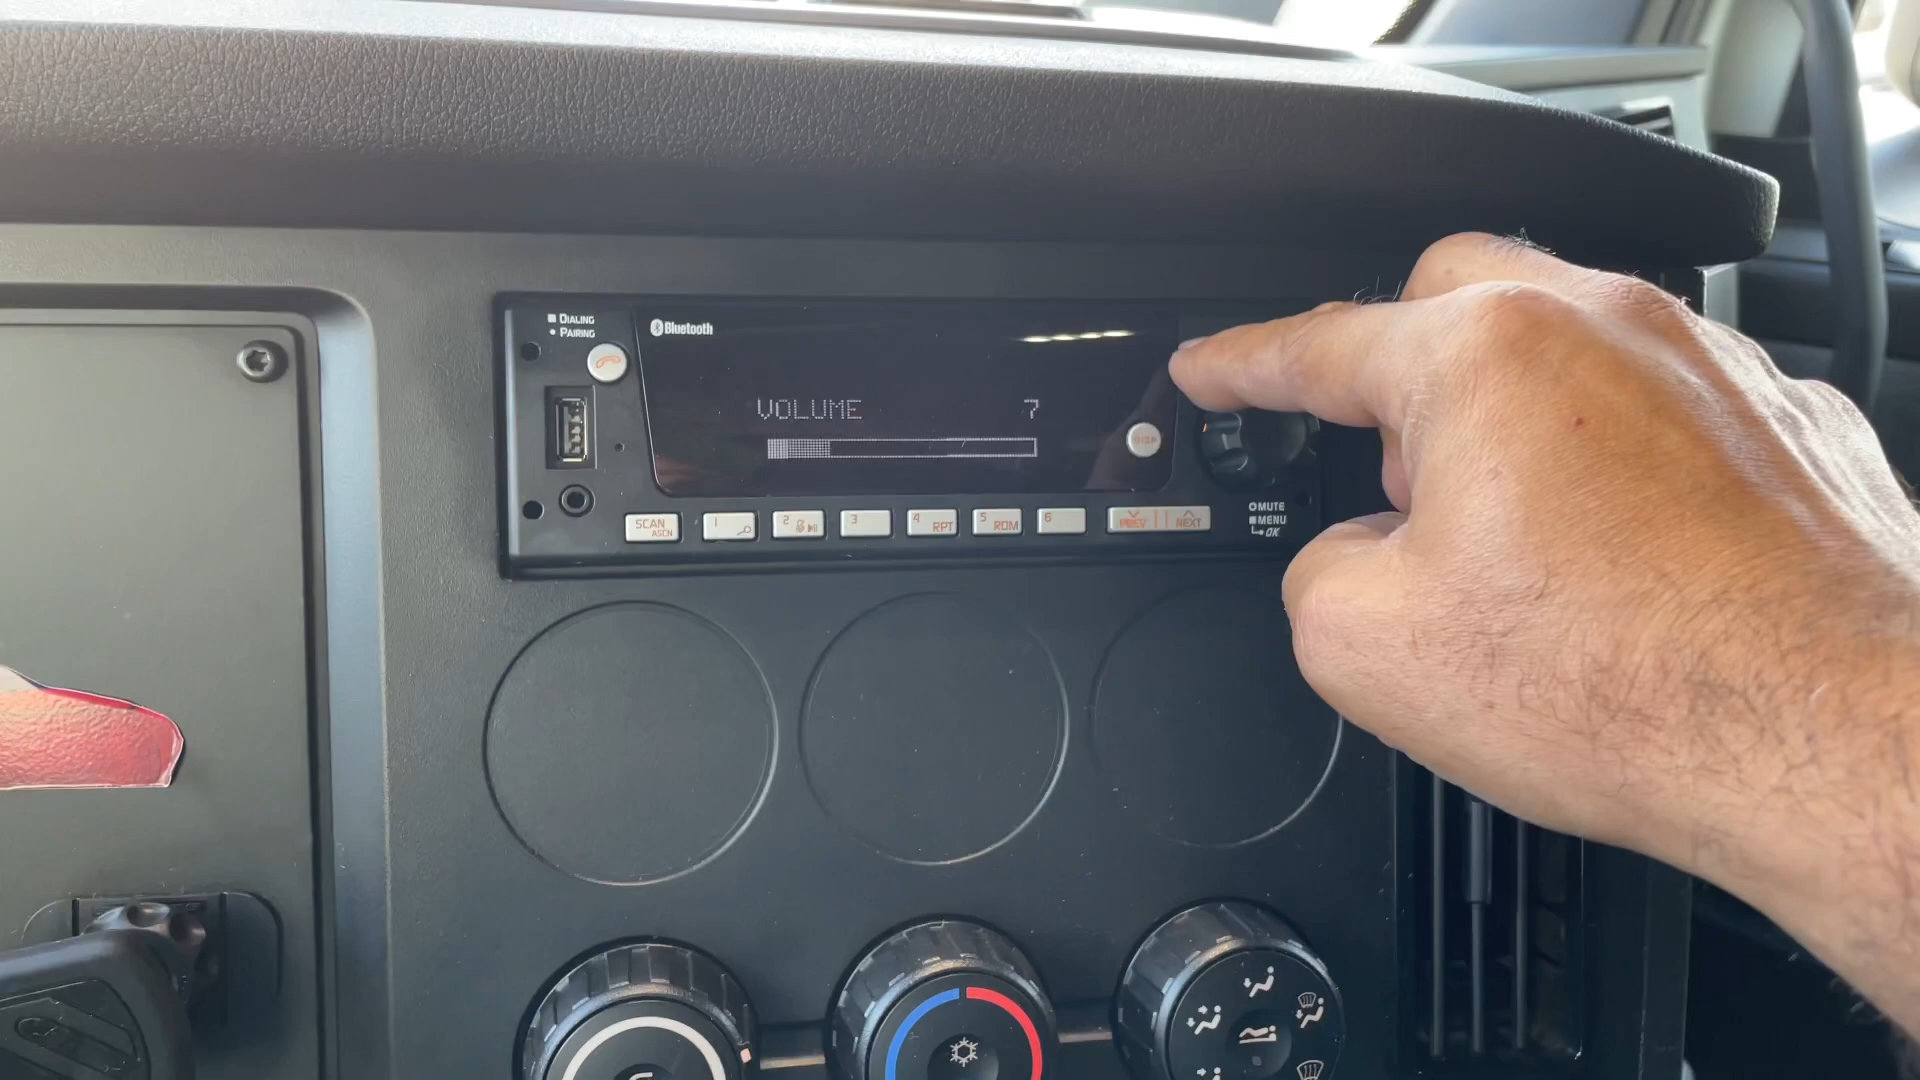 DIALING
PAIRING
Bluetooth
VOLUME 7
DISP
SCAN
ASCN
1
2
3
4 RPT
5 RDM
6
PREV
NEXT
MUTE
MENU
OK